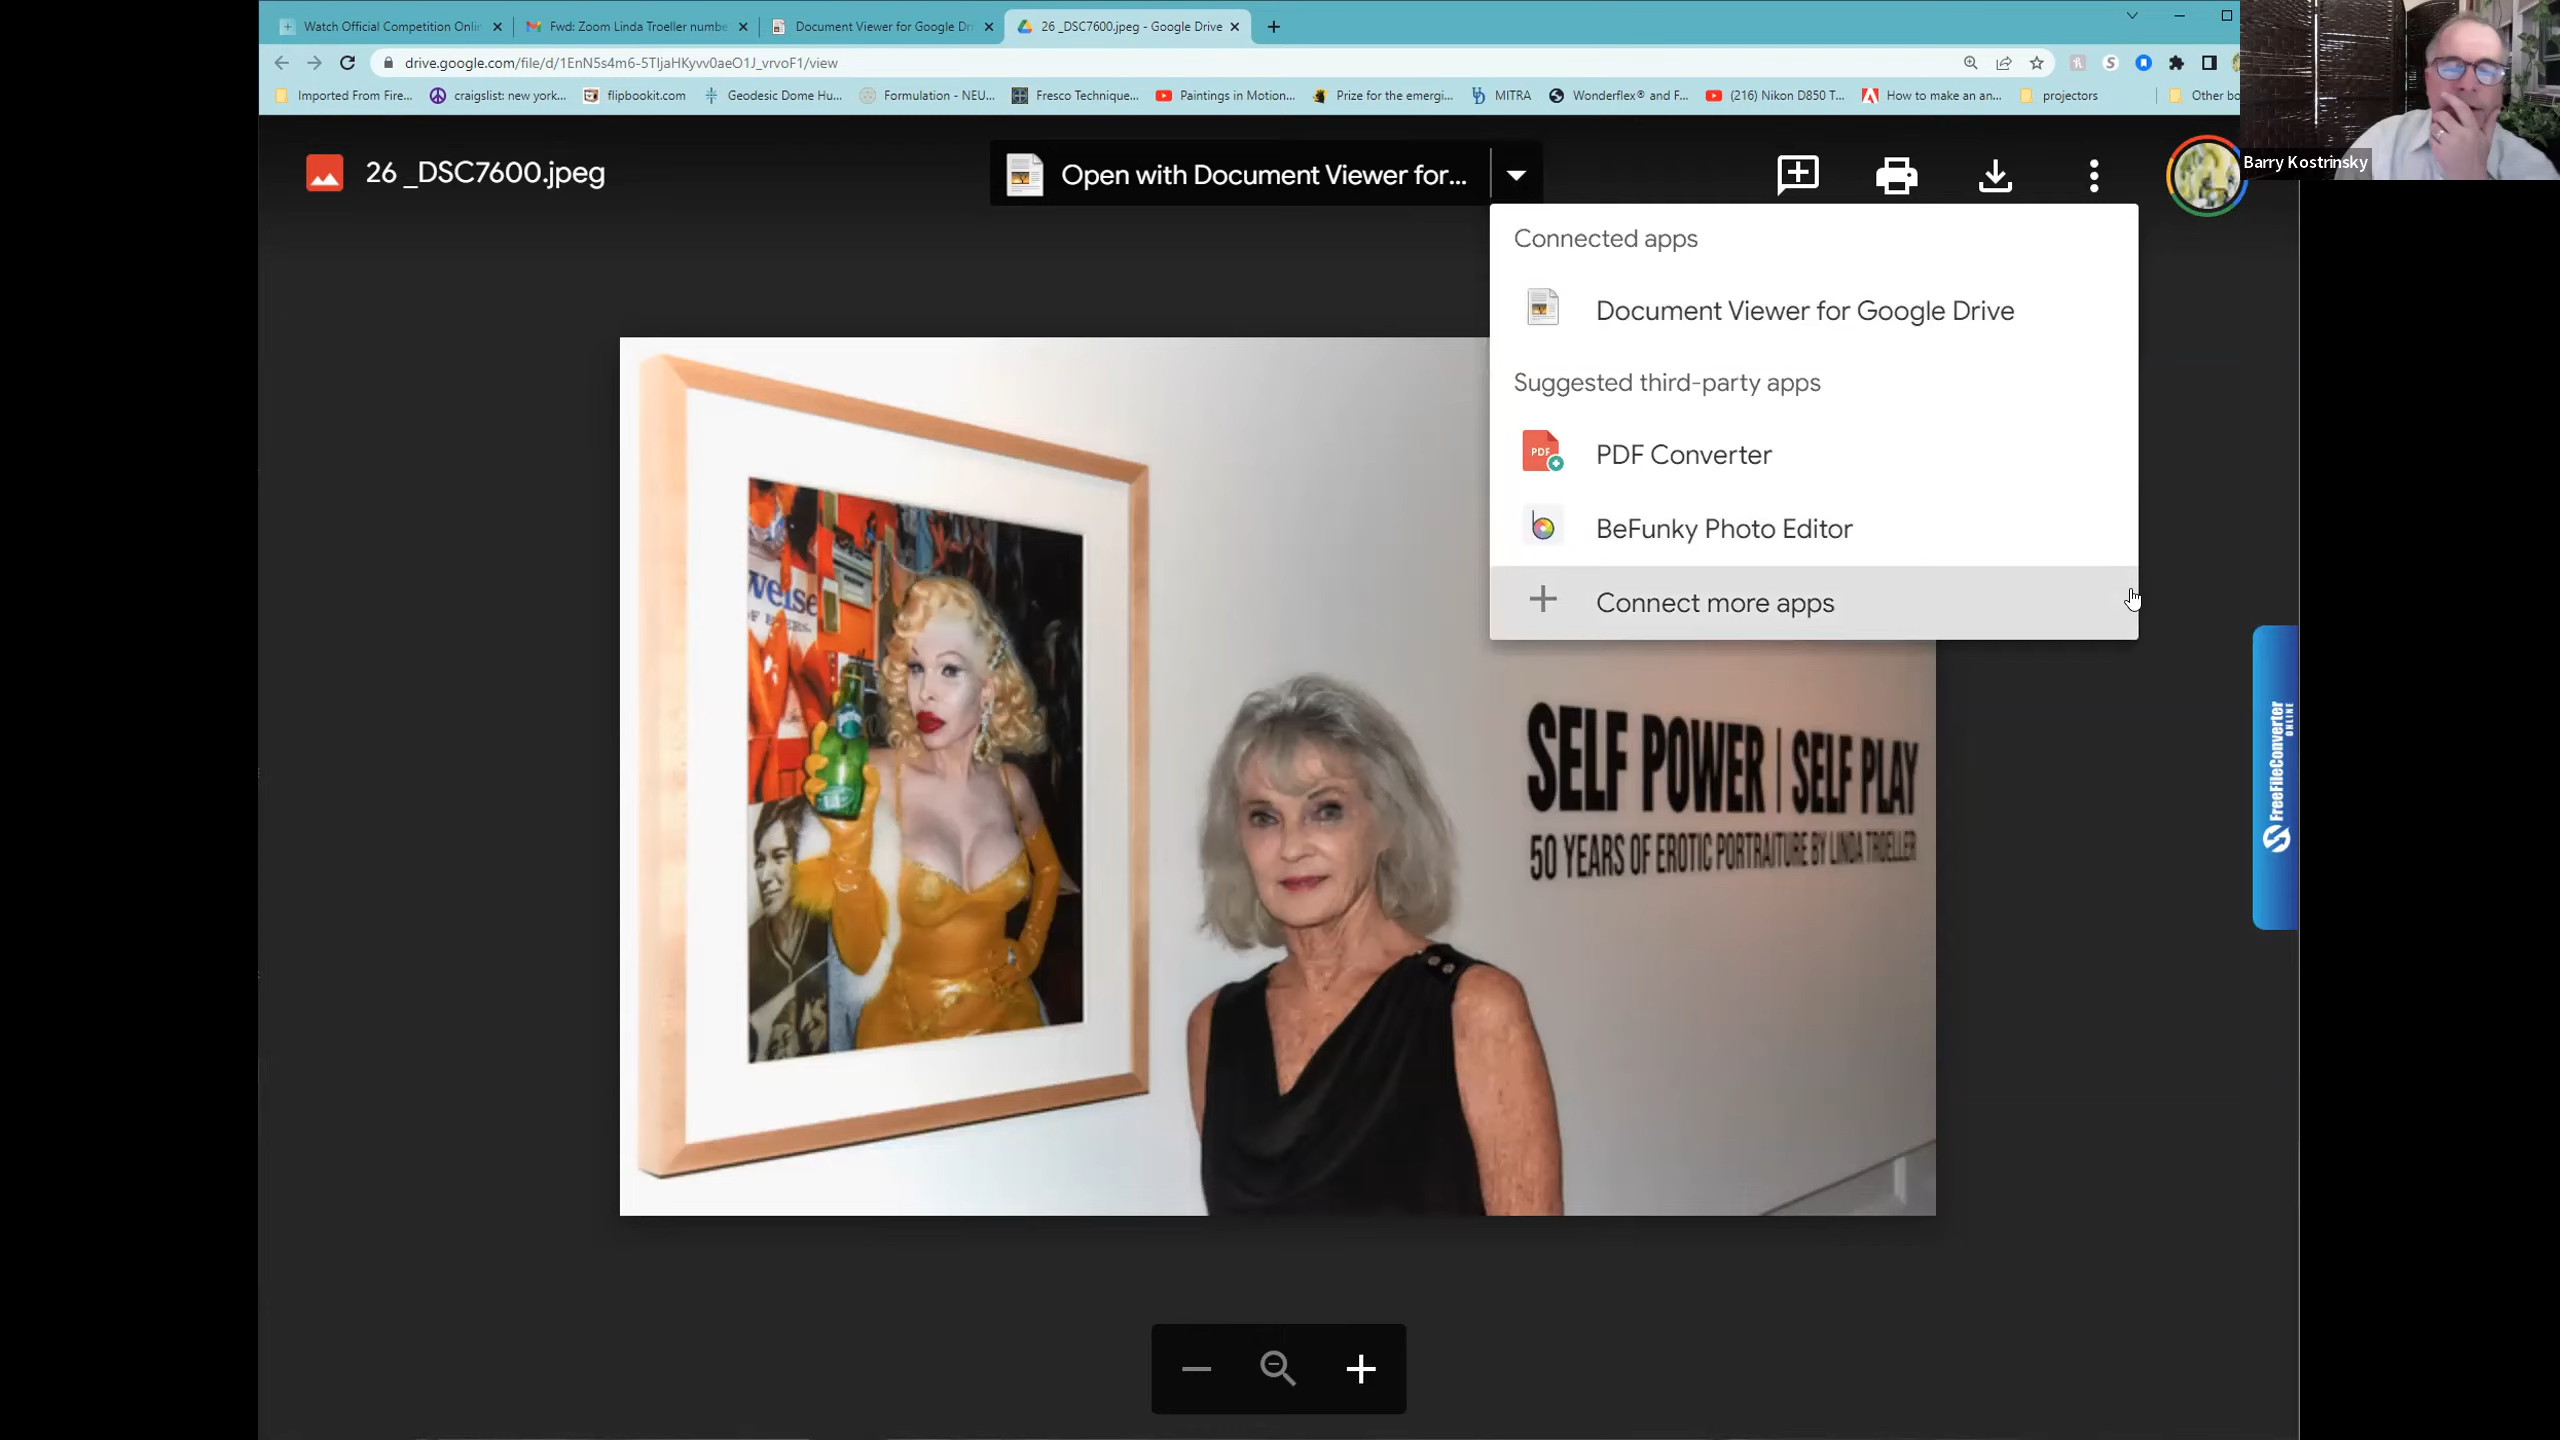 Watch Official Competition Onli
Fwd: Zoom Linda Troeller numbe
Document Viewer for Google Dr
26 _DSC7600.jpeg - Google Drive
drive.google.com/file/d/1EnN5s4m6-5TljaHKyvv0aeO1J_vrvoF1/view
Imported From Fire...
craigslist: new york...
flipbookit.com
Geodesic Dome Hu...
Formulation - NEU...
Fresco Technique...
Paintings in Motion...
Prize for the emergi...
MITRA
Wonderflex® and F...
(216) Nikon D850 T...
How to make an an...
projectors
Other bo
Barry Kostrinsky
26 _DSC7600.jpeg
Open with Document Viewer for...
Connected apps
Document Viewer for Google Drive
Suggested third-party apps
PDF
PDF Converter
BeFunky Photo Editor
Connect more apps
weise
SELF POWER | SELF PLAY
50 YEARS OF EROTIC PORTRAITURE BY LINDA TROELLER
FreeFileConverter
ONLINE